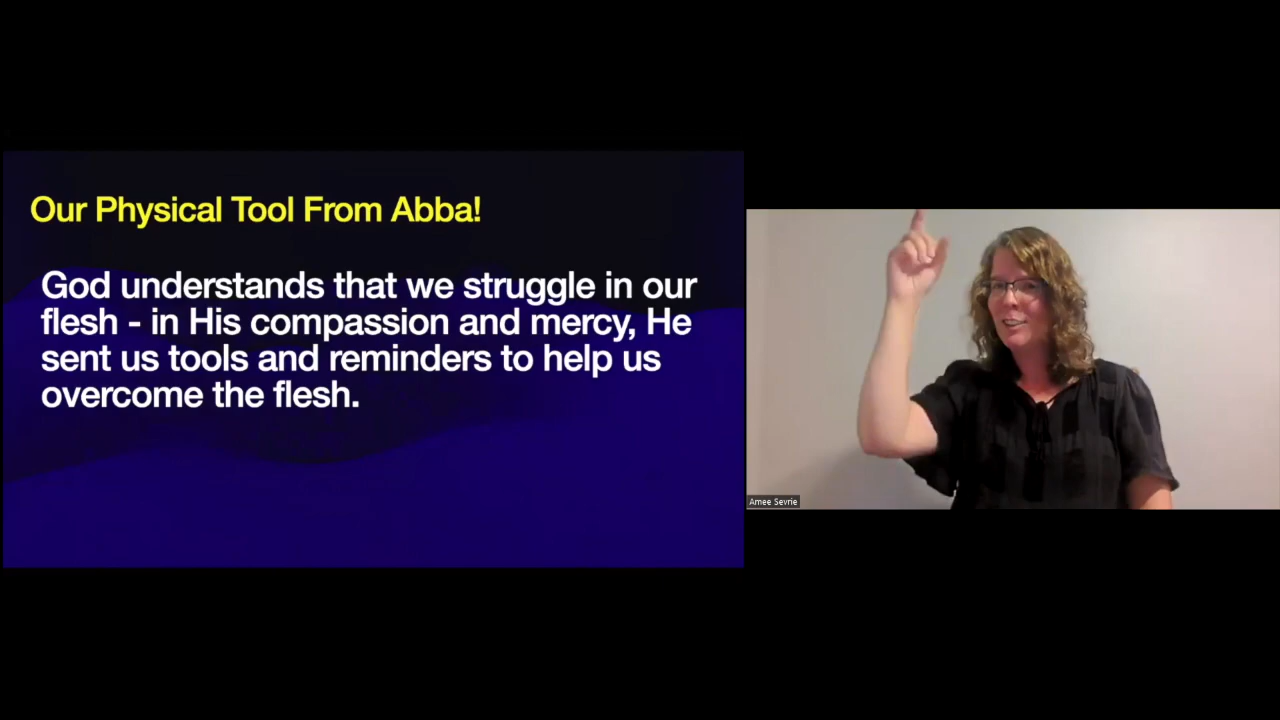 Our Physical Tool From Abba!
God understands that we struggle in our
flesh - in His compassion and mercy, He
sent us tools and reminders to help us
overcome the flesh.
Amee Sevrie